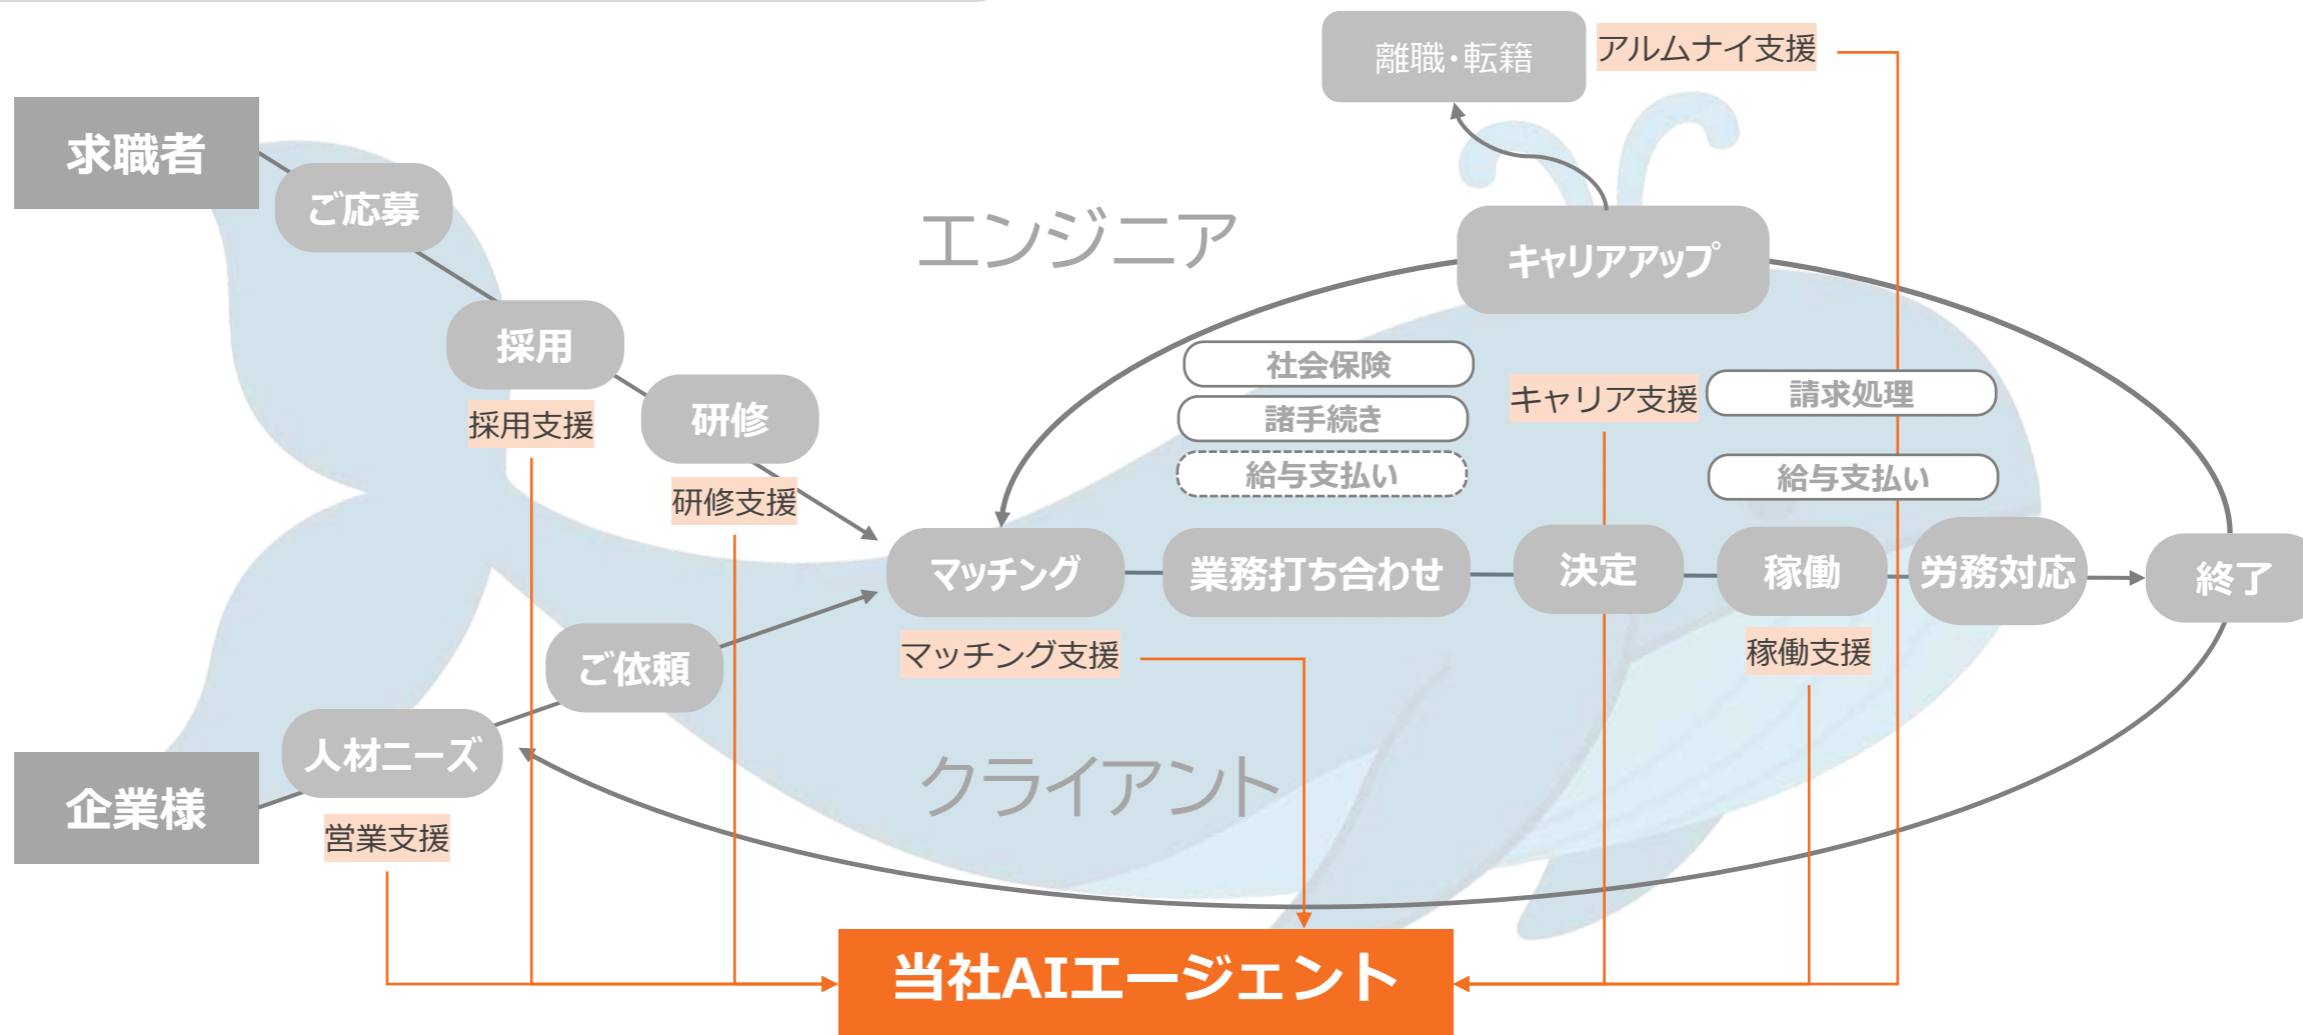 離職・転籍
アルムナイ支援
求職者
ご応募
エンジニア
キャリアアップ
採用
採用支援
研修
研修支援
社会保険
諸手続き
給与支払い
キャリア支援
請求処理
給与支払い
マッチング
業務打ち合わせ
決定
稼働
労務対応
終了
マッチング支援
稼働支援
ご依頼
人材ニーズ
企業様
営業支援
クライアント
当社AIエージェント